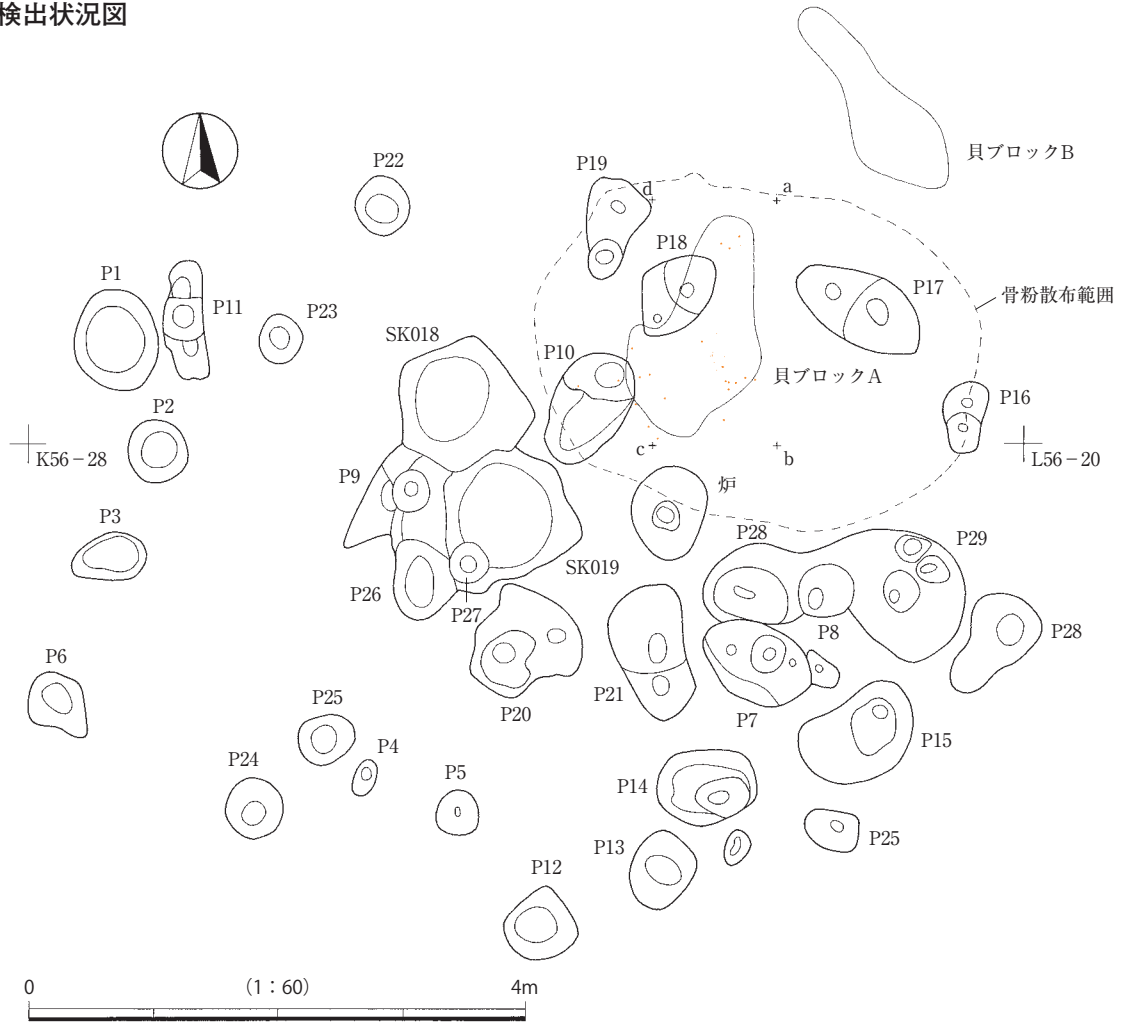 検出状況図
貝ブロックB
P22
P19
d
a
P18
P1
P11
P23
P17
骨粉散布範囲
SK018
P10
貝ブロックA
P16
P2
K56－28
c
b
L56－20
P9
炉
P3
P28
P29
SK019
P26
P27
P8
P28
P6
P20
P21
P7
P25
P4
P15
P24
P5
P14
P13
P25
P12
0 (1：60) 4m